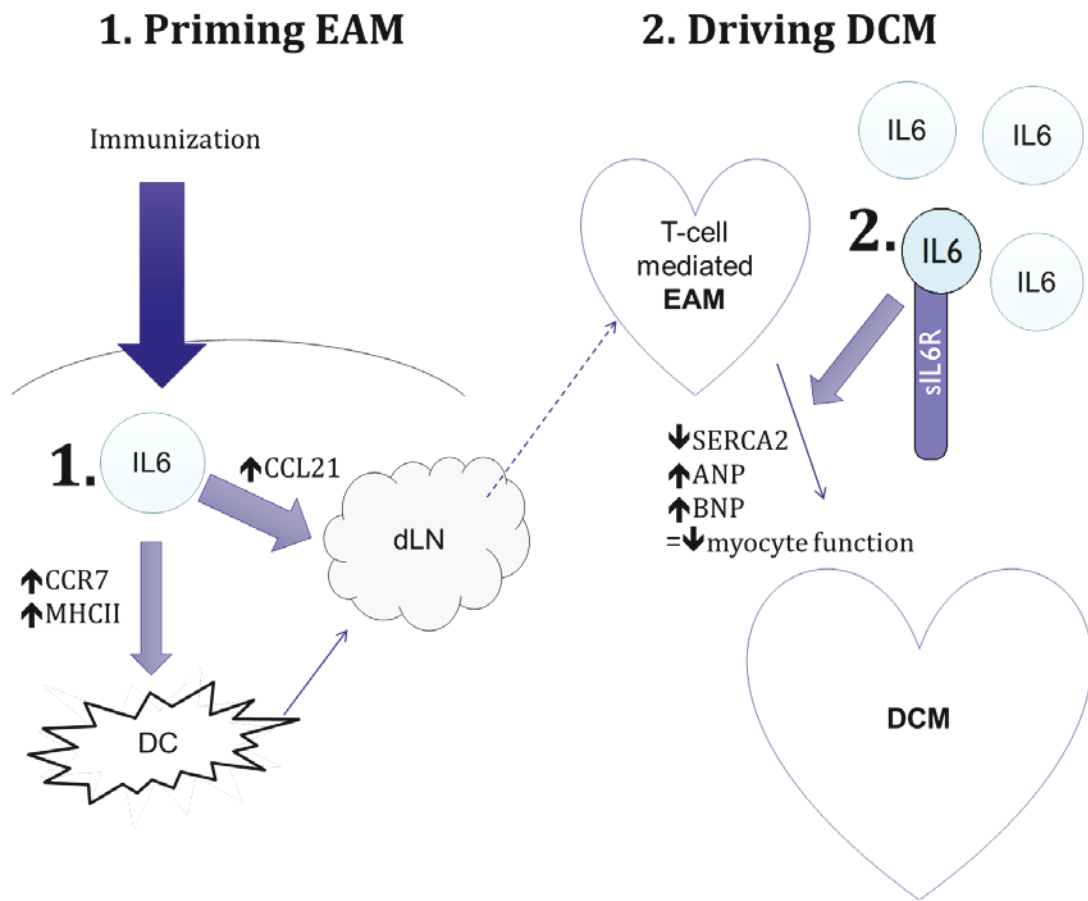 1. Priming EAM
Immunization
1.
IL6
↑CCL21
dLN
↑CCR7
↑MHCII
DC
2. Driving DCM
IL6
IL6
T-cell
mediated
EAM
2.
IL6
IL6
sIL6R
↓SERCA2
↑ANP
↑BNP
=↓myocyte function
DCM